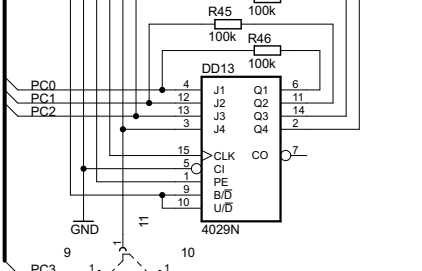 R45
100k
100k
R46
100k
DD13
PC0 4 J1 Q1 6
PC1 12 J2 Q2 11
PC2 13 J3 Q3 14
3 J4 Q4 2
15 CLK CO 7
5 CI
1 PE
9 B/D
10 U/D
GND
11
4029N
1
9 10
PC3 1 1